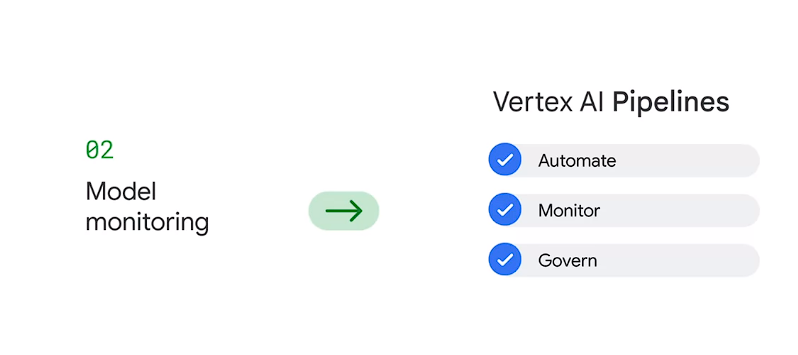 02
Model
monitoring
Vertex AI Pipelines
Automate
Monitor
Govern